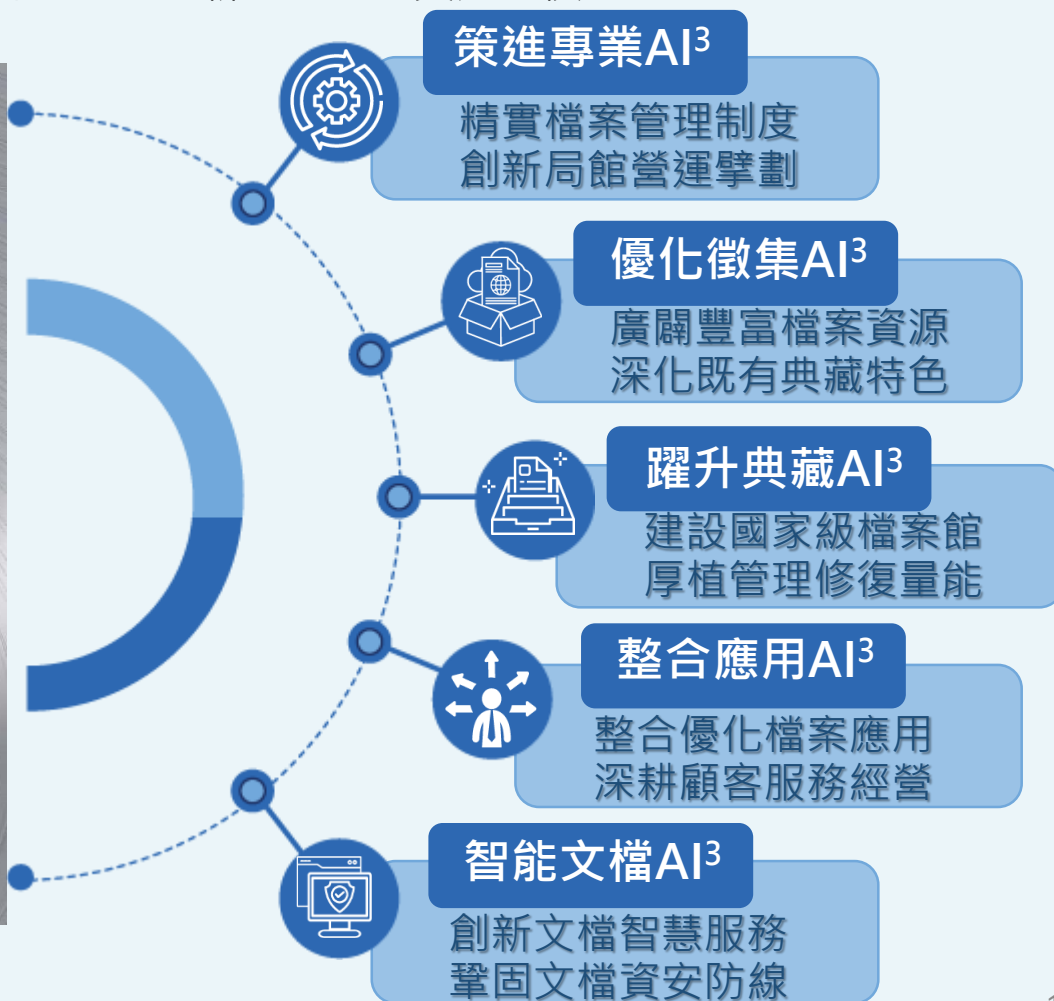 策進專業AI³
精實檔案管理制度
創新局館營運擘劃
優化徵集AI³
廣闢豐富檔案資源
深化既有典藏特色
躍升典藏AI³
建設國家級檔案館
厚植管理修復量能
整合應用AI³
整合優化檔案應用
深耕顧客服務經營
智能文檔AI³
創新文檔智慧服務
鞏固文檔資安防線